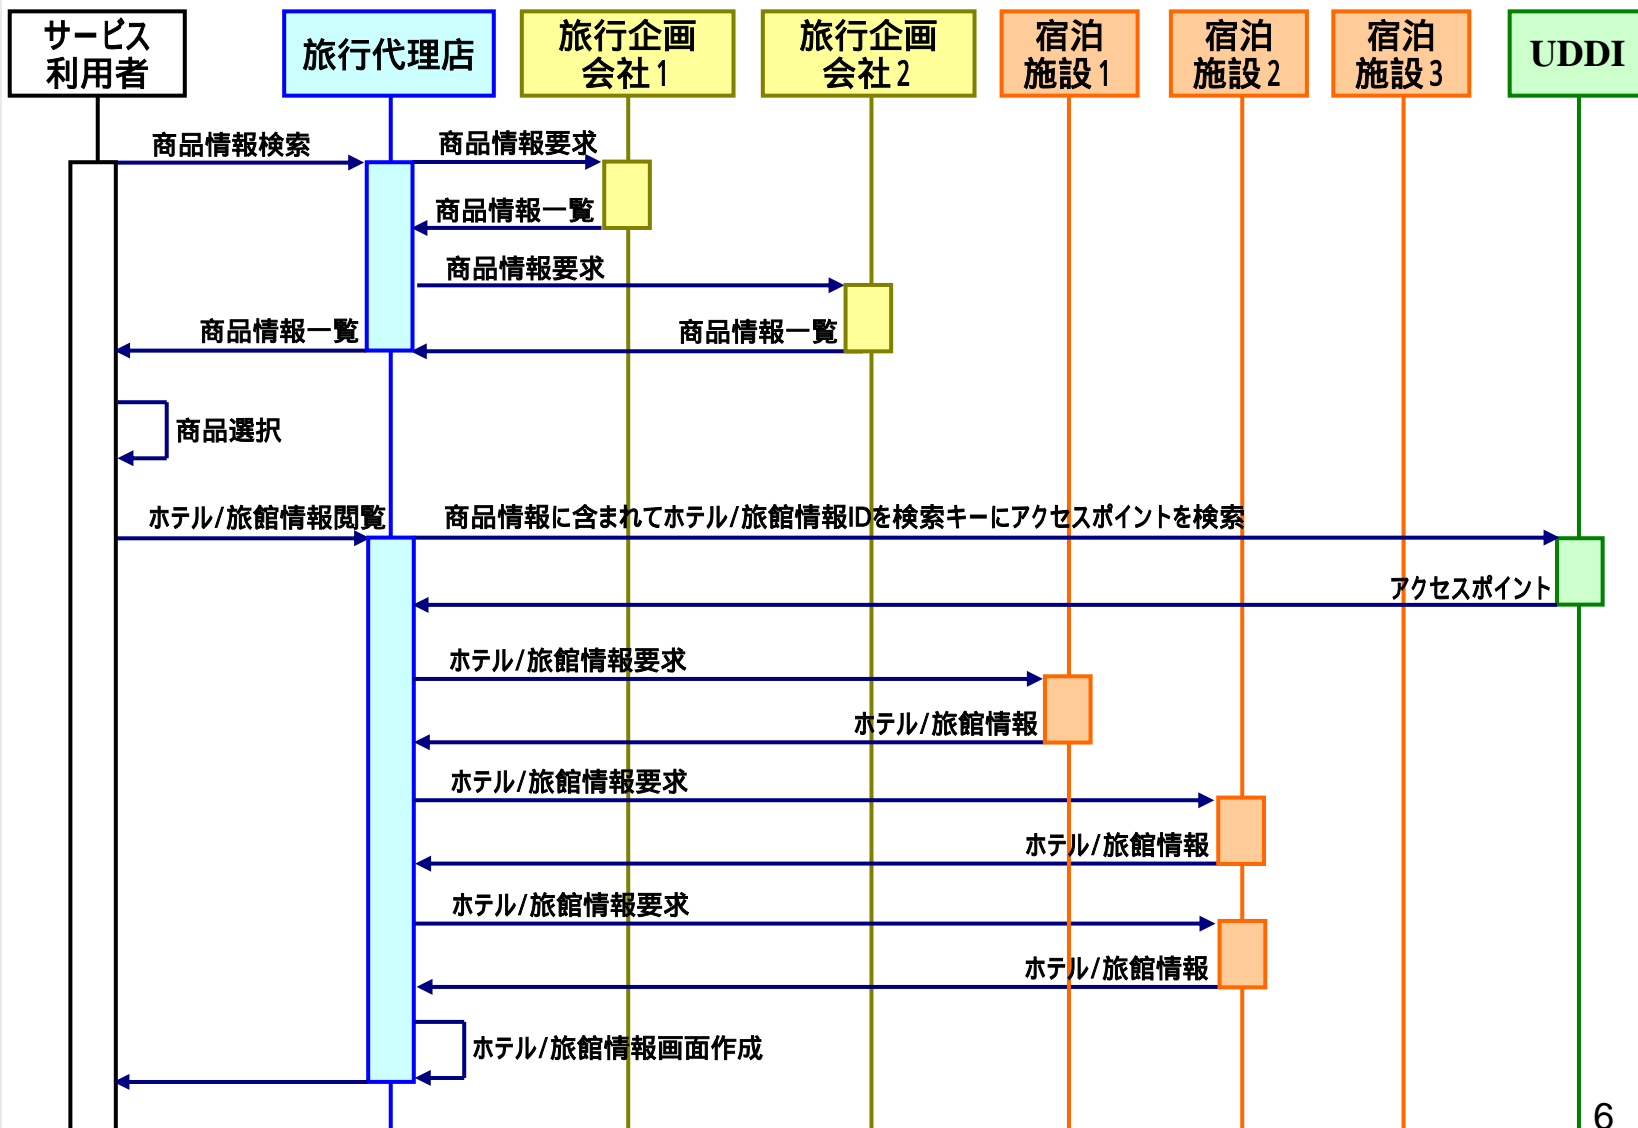 サービス
利用者
旅行代理店
旅行企画
会社1
旅行企画
会社2
宿泊
施設1
宿泊
施設2
宿泊
施設3
UDDI
商品情報検索
商品情報要求
商品情報一覧
商品情報要求
商品情報一覧
商品情報一覧
商品選択
ホテル/旅館情報閲覧
商品情報に含まれてホテル/旅館情報IDを検索キーにアクセスポイントを検索
アクセスポイント
ホテル/旅館情報要求
ホテル/旅館情報
ホテル/旅館情報要求
ホテル/旅館情報
ホテル/旅館情報要求
ホテル/旅館情報
ホテル/旅館情報画面作成
6